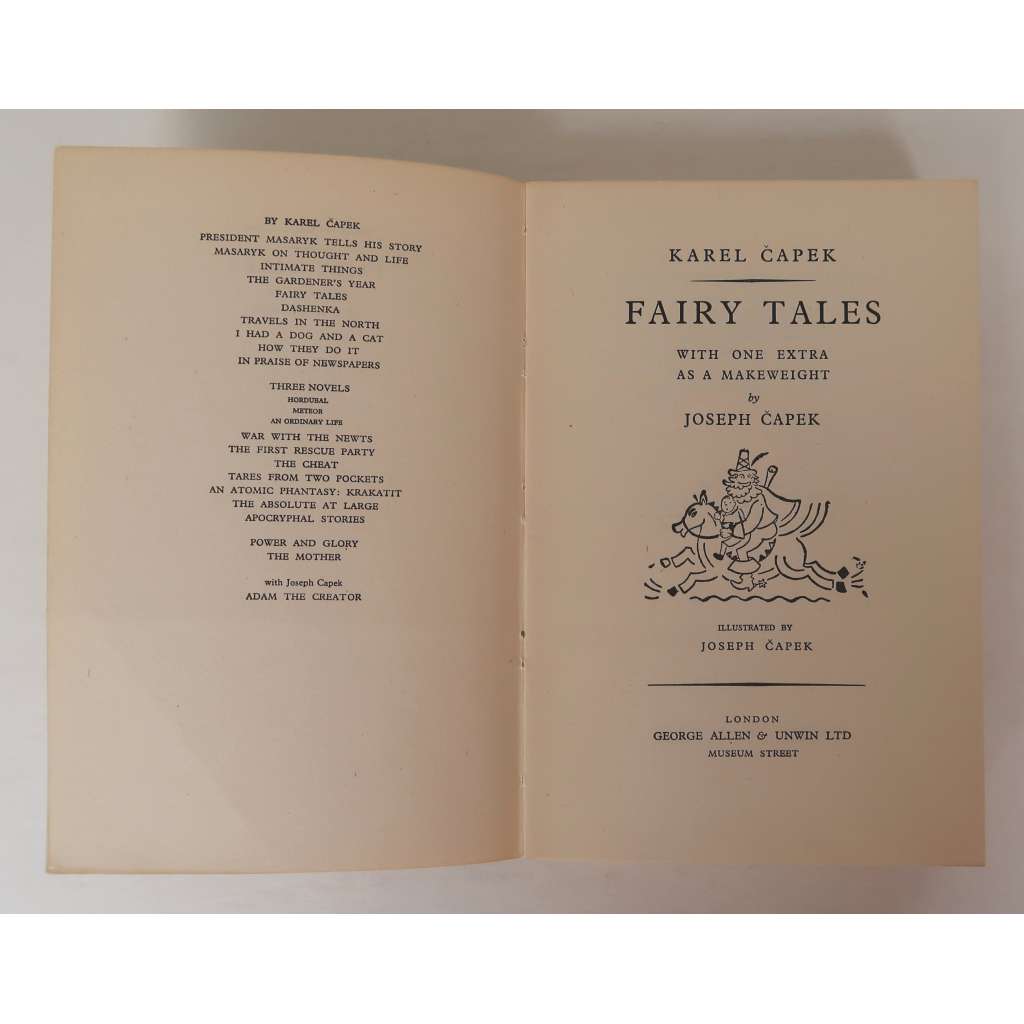 BY KAREL ČAPEK
PRESIDENT MASARYK TELLS HIS STORY
MASARYK ON THOUGHT AND LIFE
INTIMATE THINGS
THE GARDENER'S YEAR
FAIRY TALES
DASHENKA
TRAVELS IN THE NORTH
I HAD A DOG AND A CAT
HOW THEY DO IT
IN PRAISE OF NEWSPAPERS
THREE NOVELS
HORDUBAL
METEOR
AN ORDINARY LIFE
WAR WITH THE NEWTS
THE FIRST RESCUE PARTY
THE CHEAT
TARES FROM TWO POCKETS
AN ATOMIC PHANTASY: KRAKATIT
THE ABSOLUTE AT LARGE
APOCRYPHAL STORIES
POWER AND GLORY
THE MOTHER
with Joseph Capek
ADAM THE CREATOR
KAREL ČAPEK
FAIRY TALES
WITH ONE EXTRA
AS A MAKEWEIGHT
by
JOSEPH ČAPEK
ILLUSTRATED BY
JOSEPH ČAPEK
LONDON
GEORGE ALLEN & UNWIN LTD
MUSEUM STREET